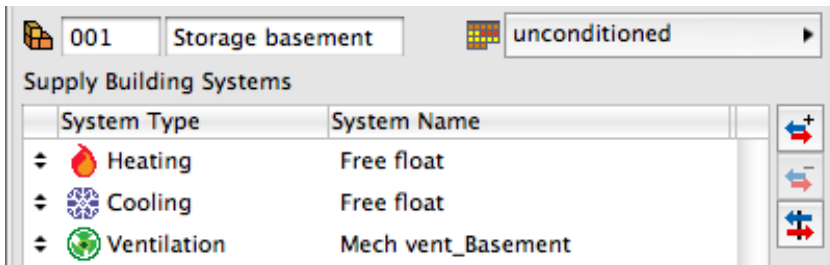 001 Storage basement unconditioned
Supply Building Systems
System Type System Name
Heating Free float
Cooling Free float
Ventilation Mech vent_Basement